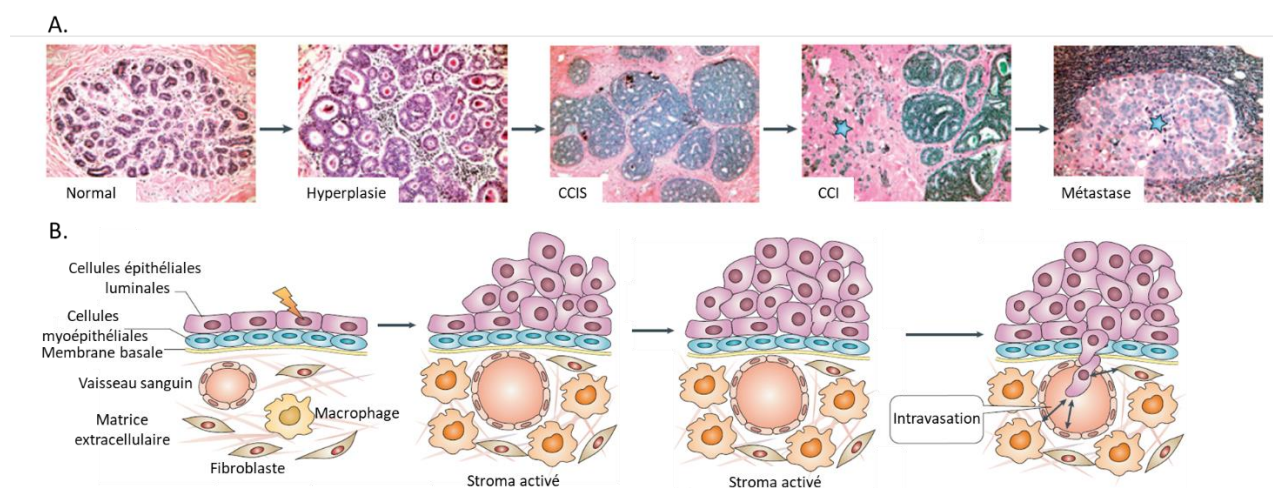 A.
Normal
Hyperplasie
CCIS
CCI
Métastase
B.
Cellules épithéliales
luminales
Cellules
myoépithéliales
Membrane basale
Vaisseau sanguin
Matrice
extracellulaire
Macrophage
Fibroblaste
Stroma activé
Stroma activé
Intravasation